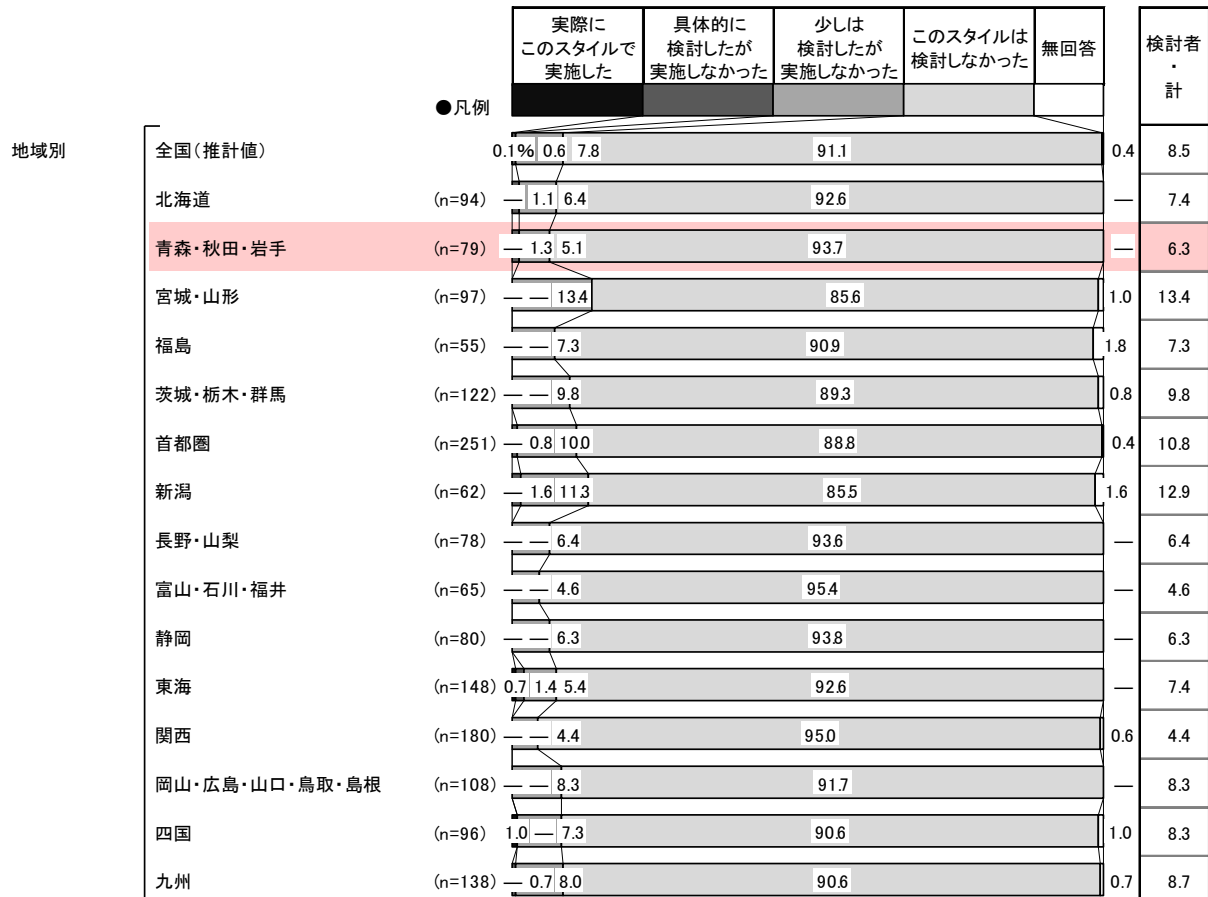 実際に
このスタイルで
実施した
具体的に
検討したが
実施しなかった
少しは
検討したが
実施しなかった
このスタイルは
検討しなかった
無回答
検討者
・
計
●凡例
地域別
全国(推計値) 0.1% 0.6 7.8 91.1 0.4 8.5
北海道 (n=94) — 1.1 6.4 92.6 — 7.4
青森・秋田・岩手 (n=79) — 1.3 5.1 93.7 — 6.3
宮城・山形 (n=97) — — 13.4 85.6 1.0 13.4
福島 (n=55) — — 7.3 90.9 1.8 7.3
茨城・栃木・群馬 (n=122) — — 9.8 89.3 0.8 9.8
首都圏 (n=251) — 0.8 10.0 88.8 0.4 10.8
新潟 (n=62) — 1.6 11.3 85.5 1.6 12.9
長野・山梨 (n=78) — — 6.4 93.6 — 6.4
富山・石川・福井 (n=65) — — 4.6 95.4 — 4.6
静岡 (n=80) — — 6.3 93.8 — 6.3
東海 (n=148) 0.7 1.4 5.4 92.6 — 7.4
関西 (n=180) — — 4.4 95.0 0.6 4.4
岡山・広島・山口・鳥取・島根 (n=108) — — 8.3 91.7 — 8.3
四国 (n=96) 1.0 — 7.3 90.6 1.0 8.3
九州 (n=138) — 0.7 8.0 90.6 0.7 8.7